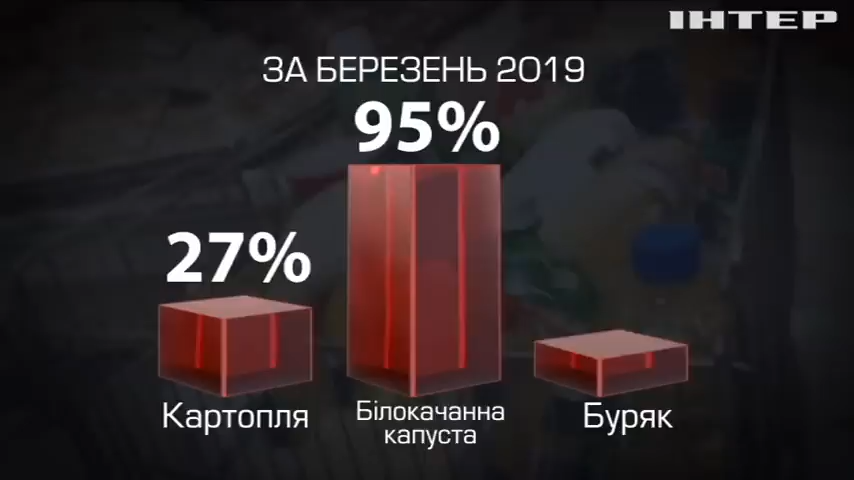 ІНТЕР
ЗА БЕРЕЗЕНЬ 2019
95%
27%
Картопля
Білокачанна
капуста
Буряк